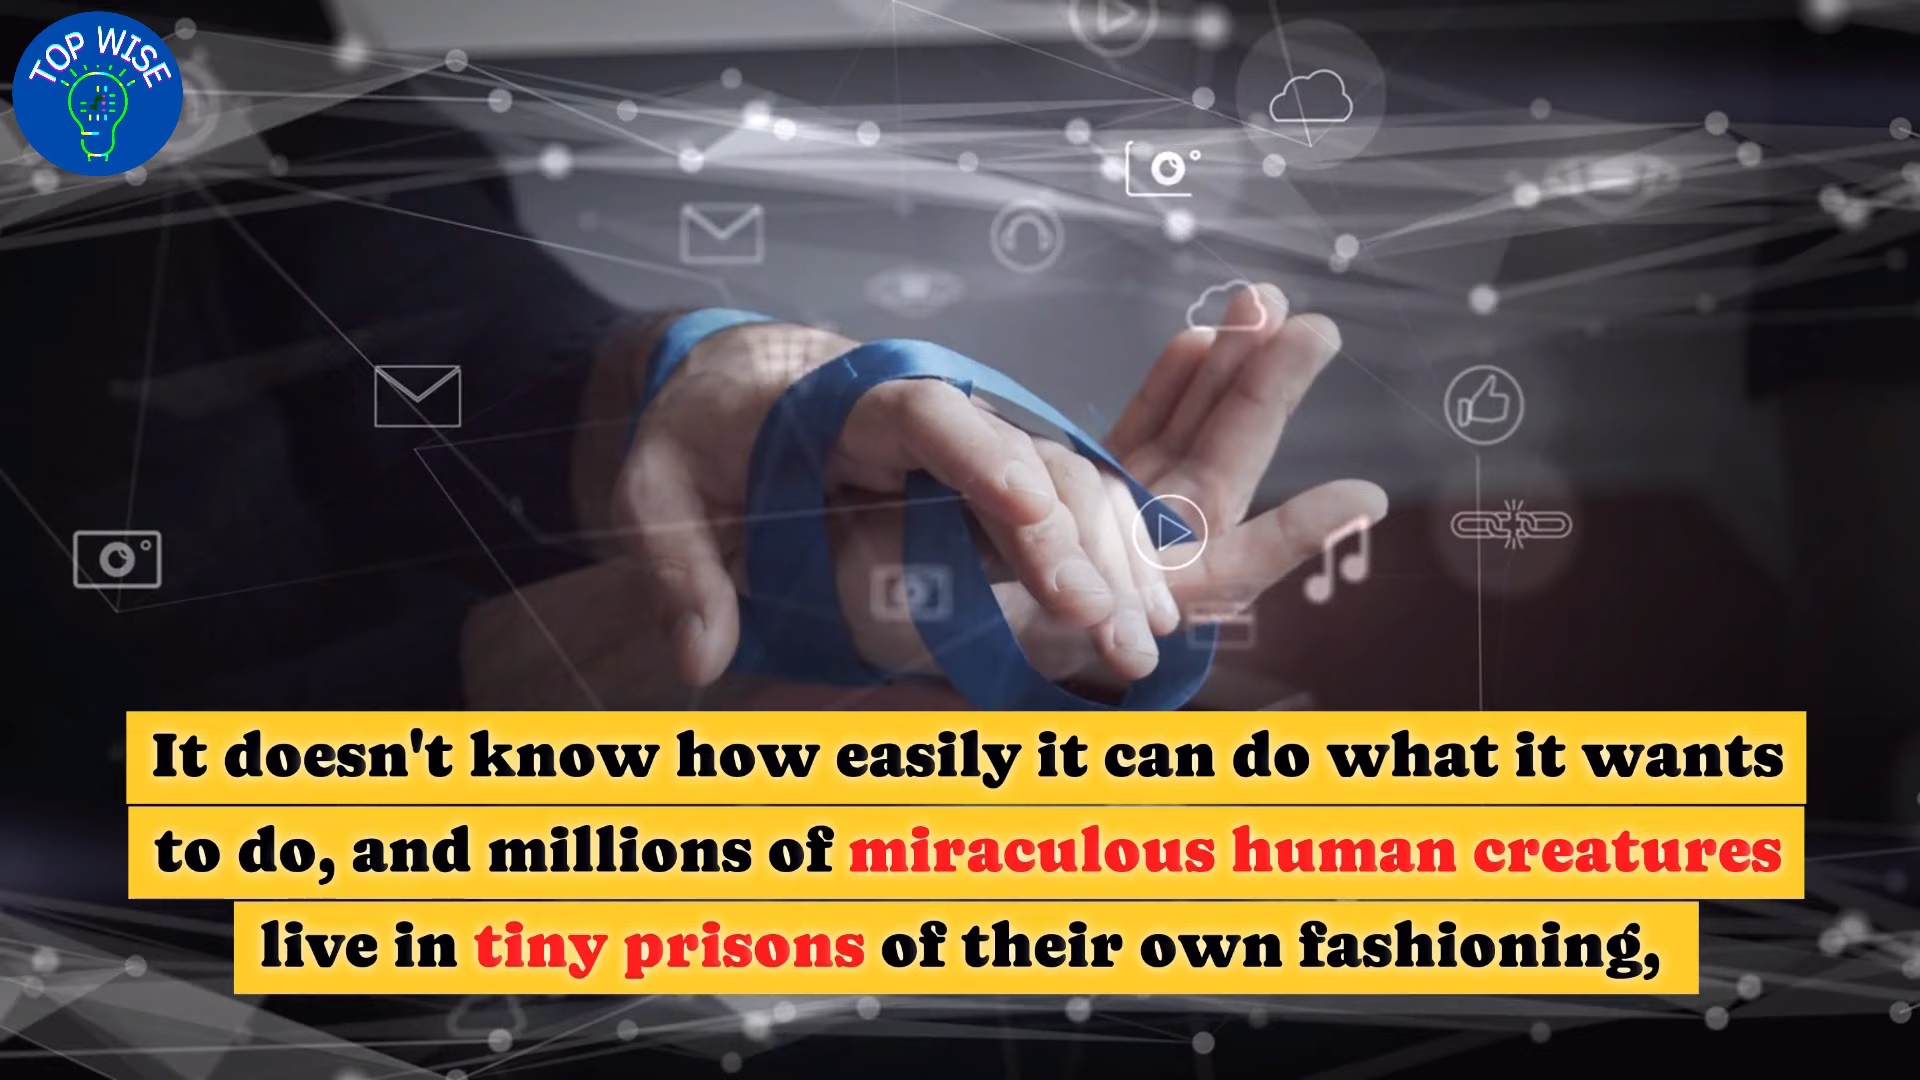 TOP WISE
It doesn't know how easily it can do what it wants
to do, and millions of miraculous human creatures
live in tiny prisons of their own fashioning,